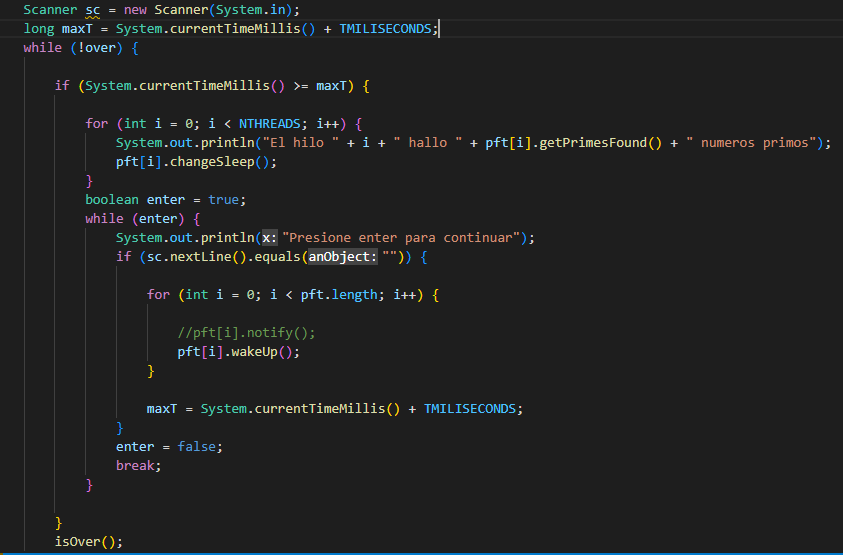 Scanner sc = new Scanner(System.in);
long maxT = System.currentTimeMillis() + TMILISECONDS;
while (!over) {
if (System.currentTimeMillis() >= maxT) {
for (int i = 0; i < NTHREADS; i++) {
System.out.println("El hilo " + i + " hallo " + pft[i].getPrimesFound() + " numeros primos");
pft[i].changeSleep();
}
boolean enter = true;
while (enter) {
System.out.println(x: "Presione enter para continuar");
if (sc.nextLine().equals(anObject: "")) {
for (int i = 0; i < pft.length; i++) {
//pft[i].notify();
pft[i].wakeUp();
}
maxT = System.currentTimeMillis() + TMILISECONDS;
}
enter = false;
break;
}
}
isOver();